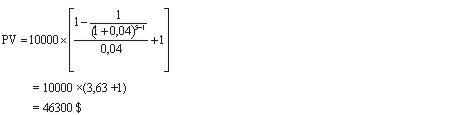 PV = 10000 × [ (1 − 1/(1+0,04)^5−1) / 0,04 + 1 ]
= 10000 ×(3,63 +1)
= 46300 $